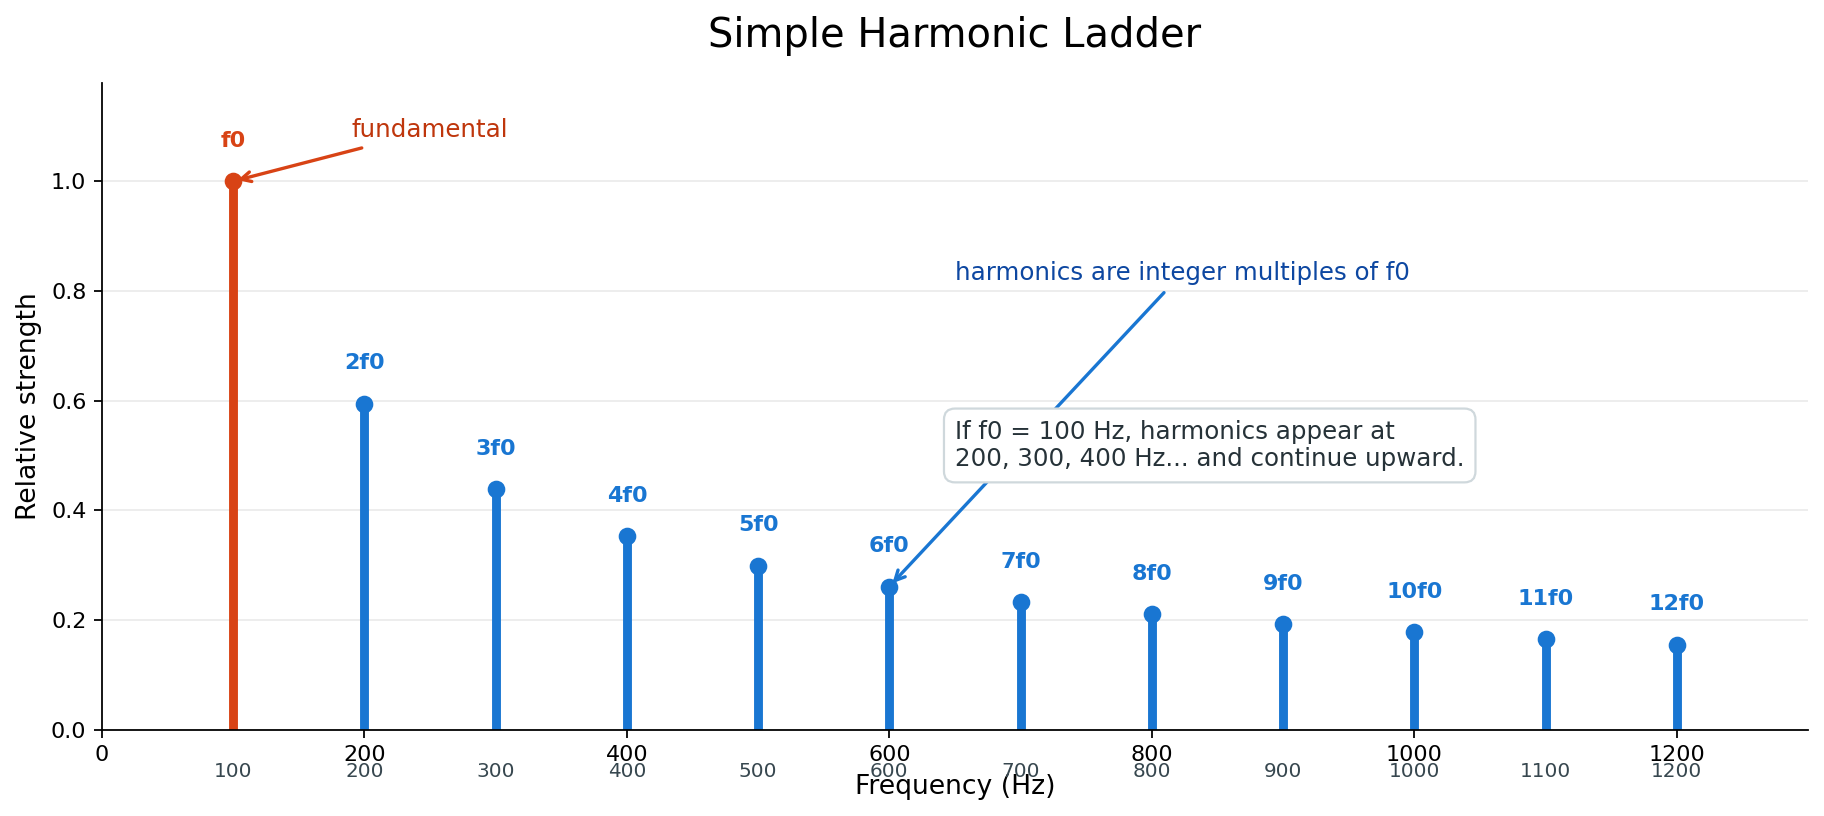 Simple Harmonic Ladder
f0
fundamental
1.0
harmonics are integer multiples of f0
0.8
2f0
0.6
If f0 = 100 Hz, harmonics appear at
200, 300, 400 Hz... and continue upward.
3f0
4f0
0.4
5f0
6f0
7f0
8f0
9f0
10f0
11f0
12f0
0.2
0.0
Relative strength
0 200 400 600 800 1000 1200
100 200 300 400 500 600 700 800 900 1000 1100 1200
Frequency (Hz)